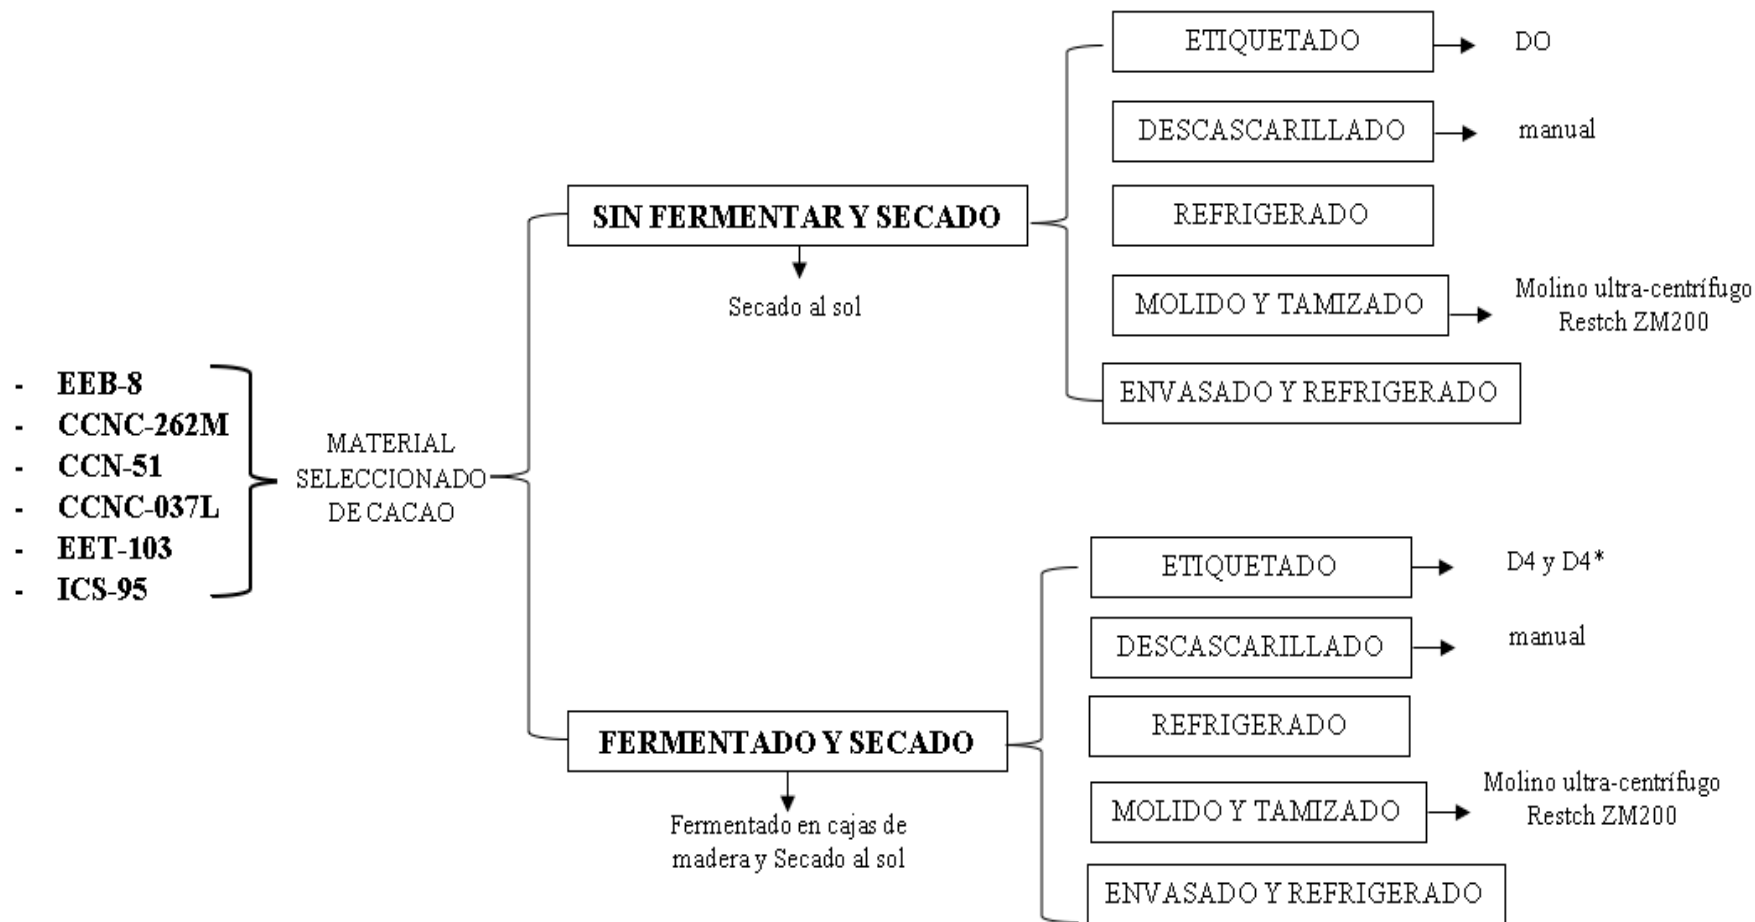 - EEB-8
- CCNC-262M
- CCN-51
- CCNC-037L
- EET-103
- ICS-95
MATERIAL
SELECCIONADO
DE CACAO
SIN FERMENTAR Y SECADO
Secado al sol
ETIQUETADO
DO
DESCASCARILLADO
manual
REFRIGERADO
MOLIDO Y TAMIZADO
Molino ultra-centrífugo
Restch ZM200
ENVASADO Y REFRIGERADO
FERMENTADO Y SECADO
Fermentado en cajas de
madera y Secado al sol
ETIQUETADO
D4 y D4*
DESCASCARILLADO
manual
REFRIGERADO
MOLIDO Y TAMIZADO
Molino ultra-centrífugo
Restch ZM200
ENVASADO Y REFRIGERADO